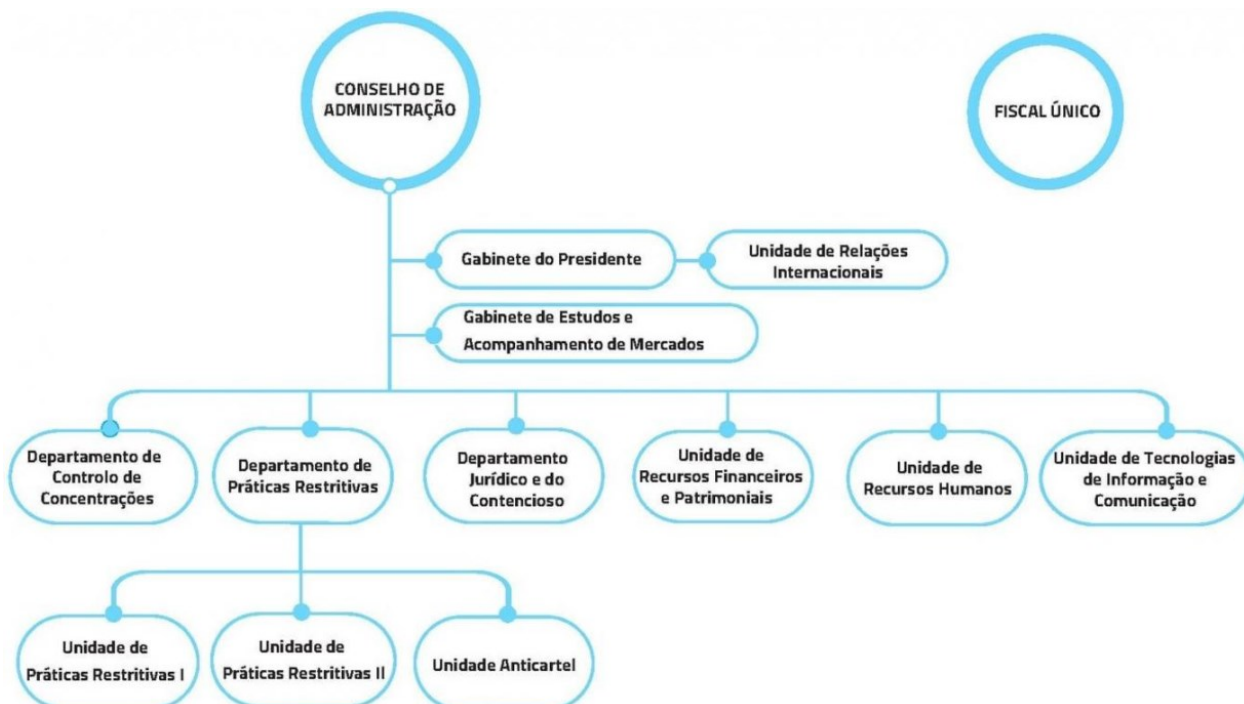 CONSELHO DE
ADMINISTRAÇÃO
FISCAL ÚNICO
Gabinete do Presidente
Unidade de Relações
Internacionais
Gabinete de Estudos e
Acompanhamento de Mercados
Departamento de
Controlo de
Concentrações
Departamento de
Práticas Restritivas
Departamento
Jurídico e do
Contencioso
Unidade de
Recursos Financeiros
e Patrimoniais
Unidade de
Recursos Humanos
Unidade de Tecnologias
de Informação e
Comunicação
Unidade de
Práticas Restritivas I
Unidade de
Práticas Restritivas II
Unidade Anticartel